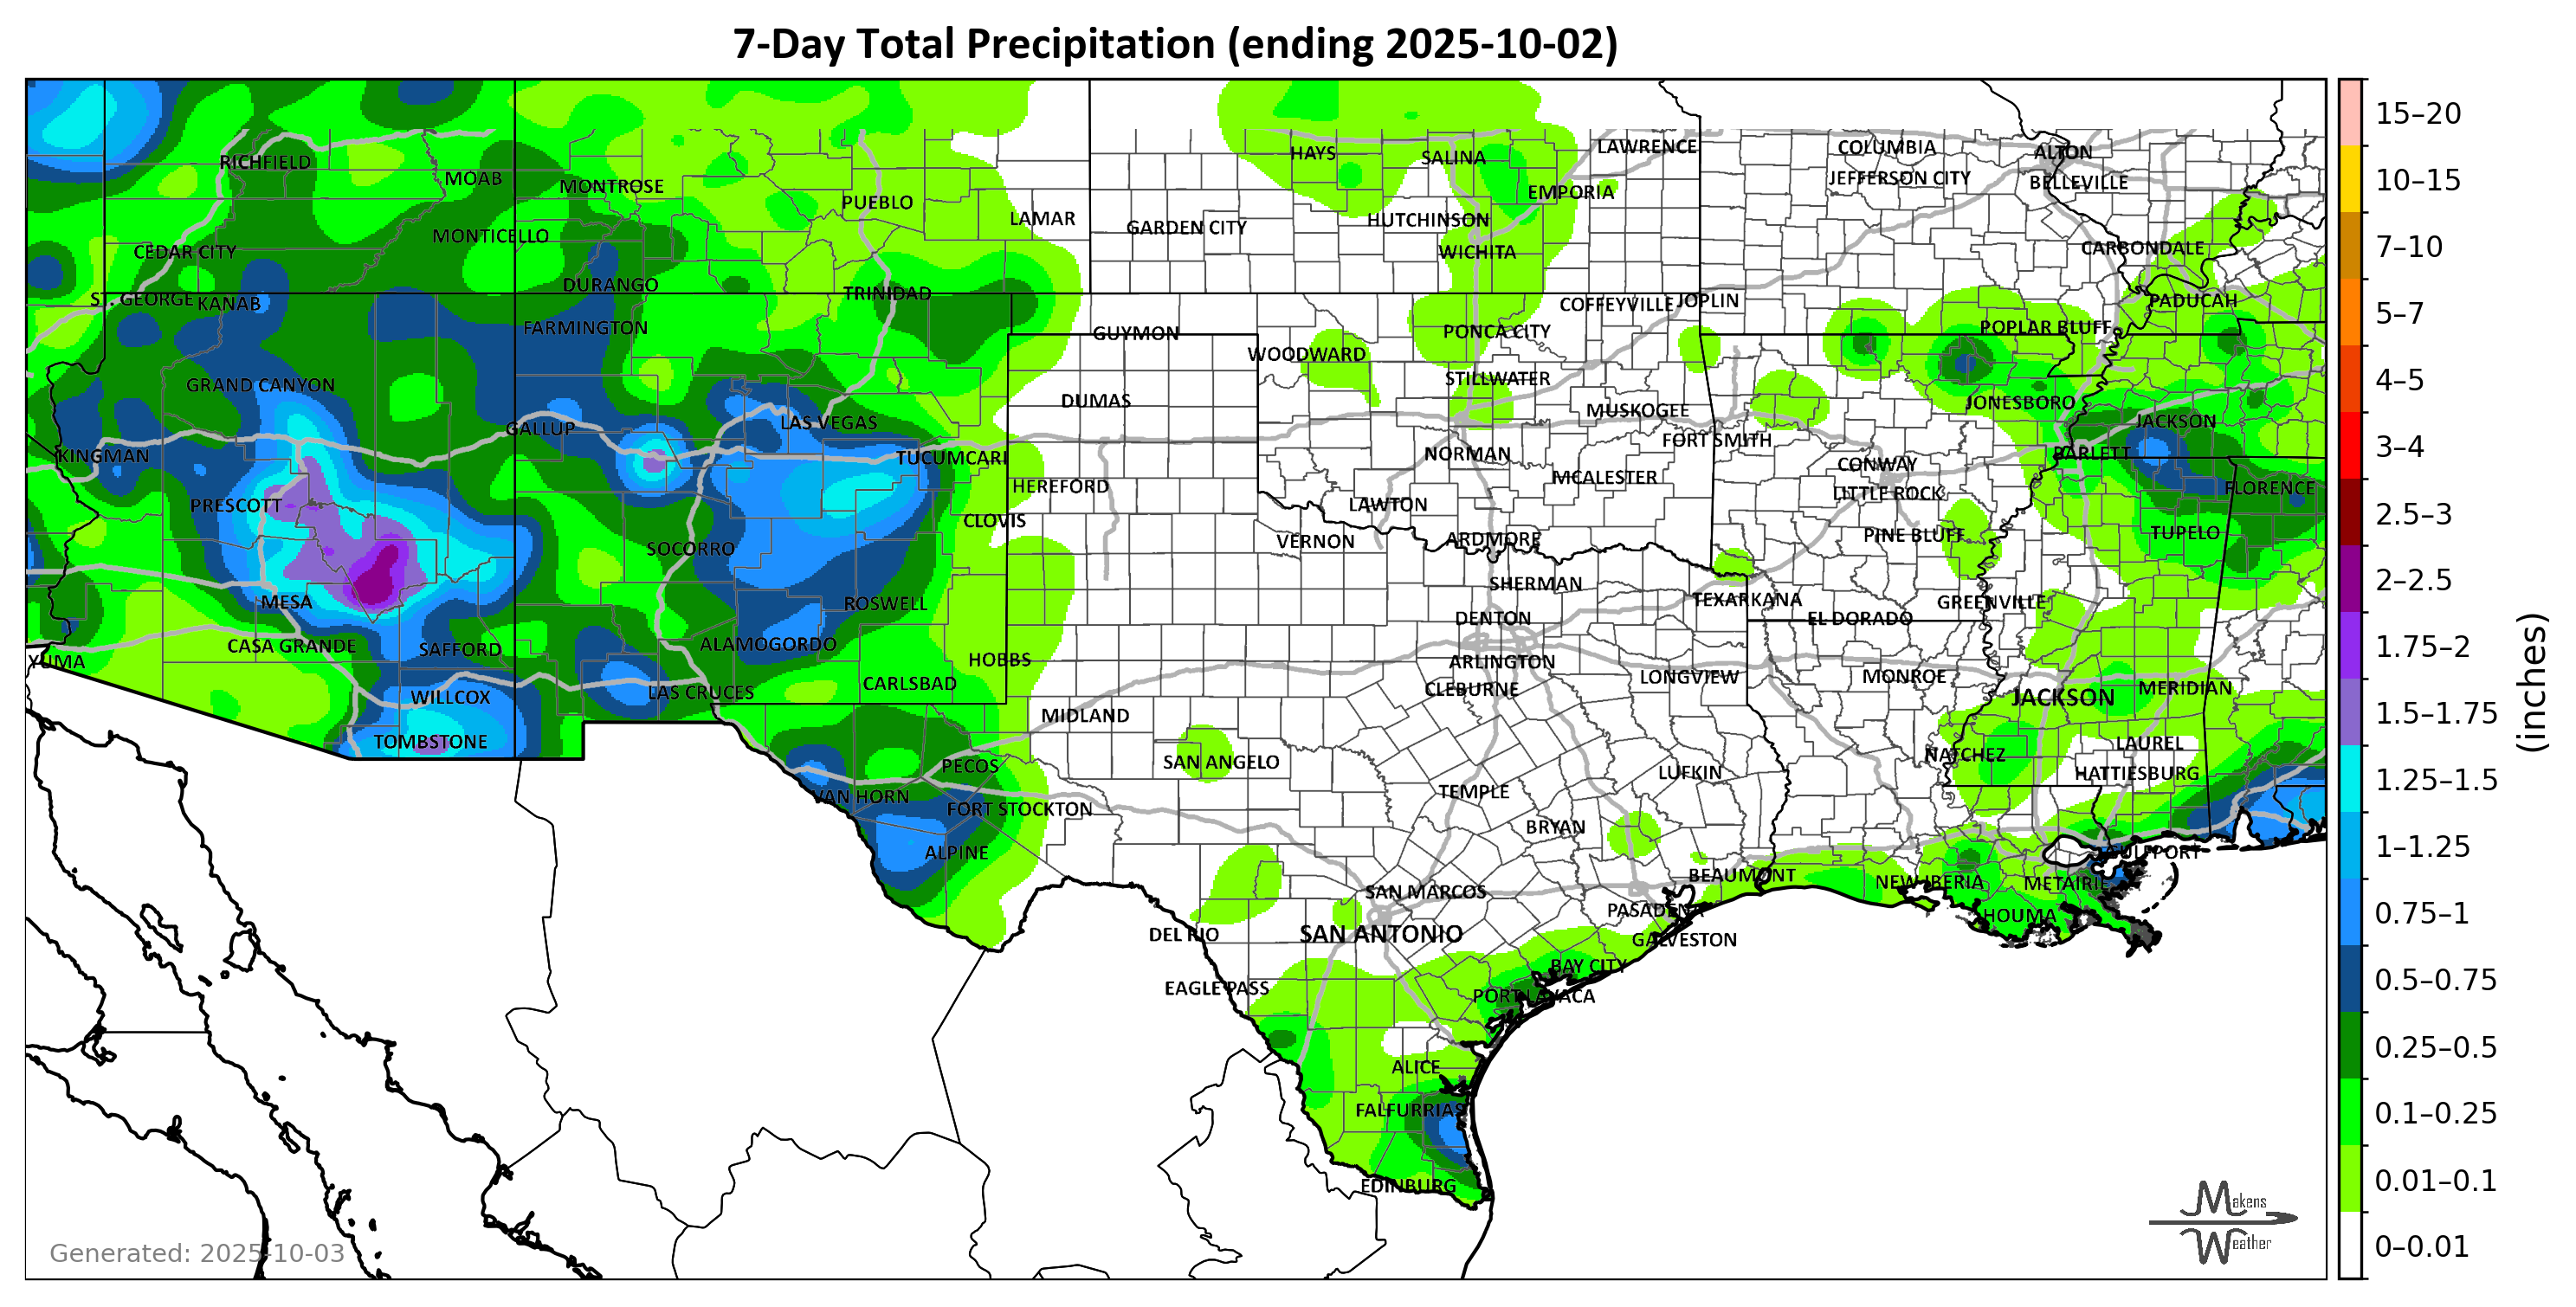 7-Day Total Precipitation (ending 2025-10-02)
RICHFIELD
MOAB
MONTROSE
PUEBLO
LAMAR
GARDEN CITY
HAYS
SALINA
HUTCHINSON
EMPORIA
WICHITA
LAWRENCE
COLUMBIA
JEFFERSON CITY
ALTON
BELLEVILLE
CARBONDALE
CEDAR CITY
MONTICELLO
DURANGO
TRINIDAD
ST. GEORGE
KANAB
FARMINGTON
GUYMON
COFFEYVILLE
JOPLIN
PADUCAH
PONCA CITY
POPLAR BLUFF
WOODWARD
STILLWATER
GRAND CANYON
DUMAS
MUSKOGEE
JONESBORO
JACKSON
GALLUP
LAS VEGAS
FORT SMITH
KINGMAN
TUCUMCARI
NORMAN
BARLETT
CONWAY
MCALESTER
HEREFORD
LITTLE ROCK
FLORENCE
PRESCOTT
LAWTON
CLOVIS
PINE BLUFF
TUPELO
VERNON
ARDMORE
SOCORRO
SHERMAN
MESA
ROSWELL
TEXARKANA
GREENVILLE
DENTON
EL DORADO
CASA GRANDE
SAFFORD
ALAMOGORDO
YUMA
HOBBS
ARLINGTON
CARLSBAD
CLEBURNE
LONGVIEW
MONROE
MERIDIAN
WILLCOX
LAS CRUCES
JACKSON
MIDLAND
TOMBSTONE
LAUREL
NATCHEZ
PECOS
SAN ANGELO
LUFKIN
HATTIESBURG
VAN HORN
FORT STOCKTON
TEMPLE
BRYAN
ALPINE
GULFPORT
BEAUMONT
NEW IBERIA
METAIRIE
SAN MARCOS
PASADENA
HOUMA
DEL RIO
SAN ANTONIO
GALVESTON
BAY CITY
EAGLE PASS
PORT LAVACA
ALICE
FALFURRIAS
EDINBURG
Generated: 2025-10-03
Makens
Weather
15–20
10–15
7–10
5–7
4–5
3–4
2.5–3
2–2.5
1.75–2
1.5–1.75
1.25–1.5
1–1.25
0.75–1
0.5–0.75
0.25–0.5
0.1–0.25
0.01–0.1
0–0.01
(inches)